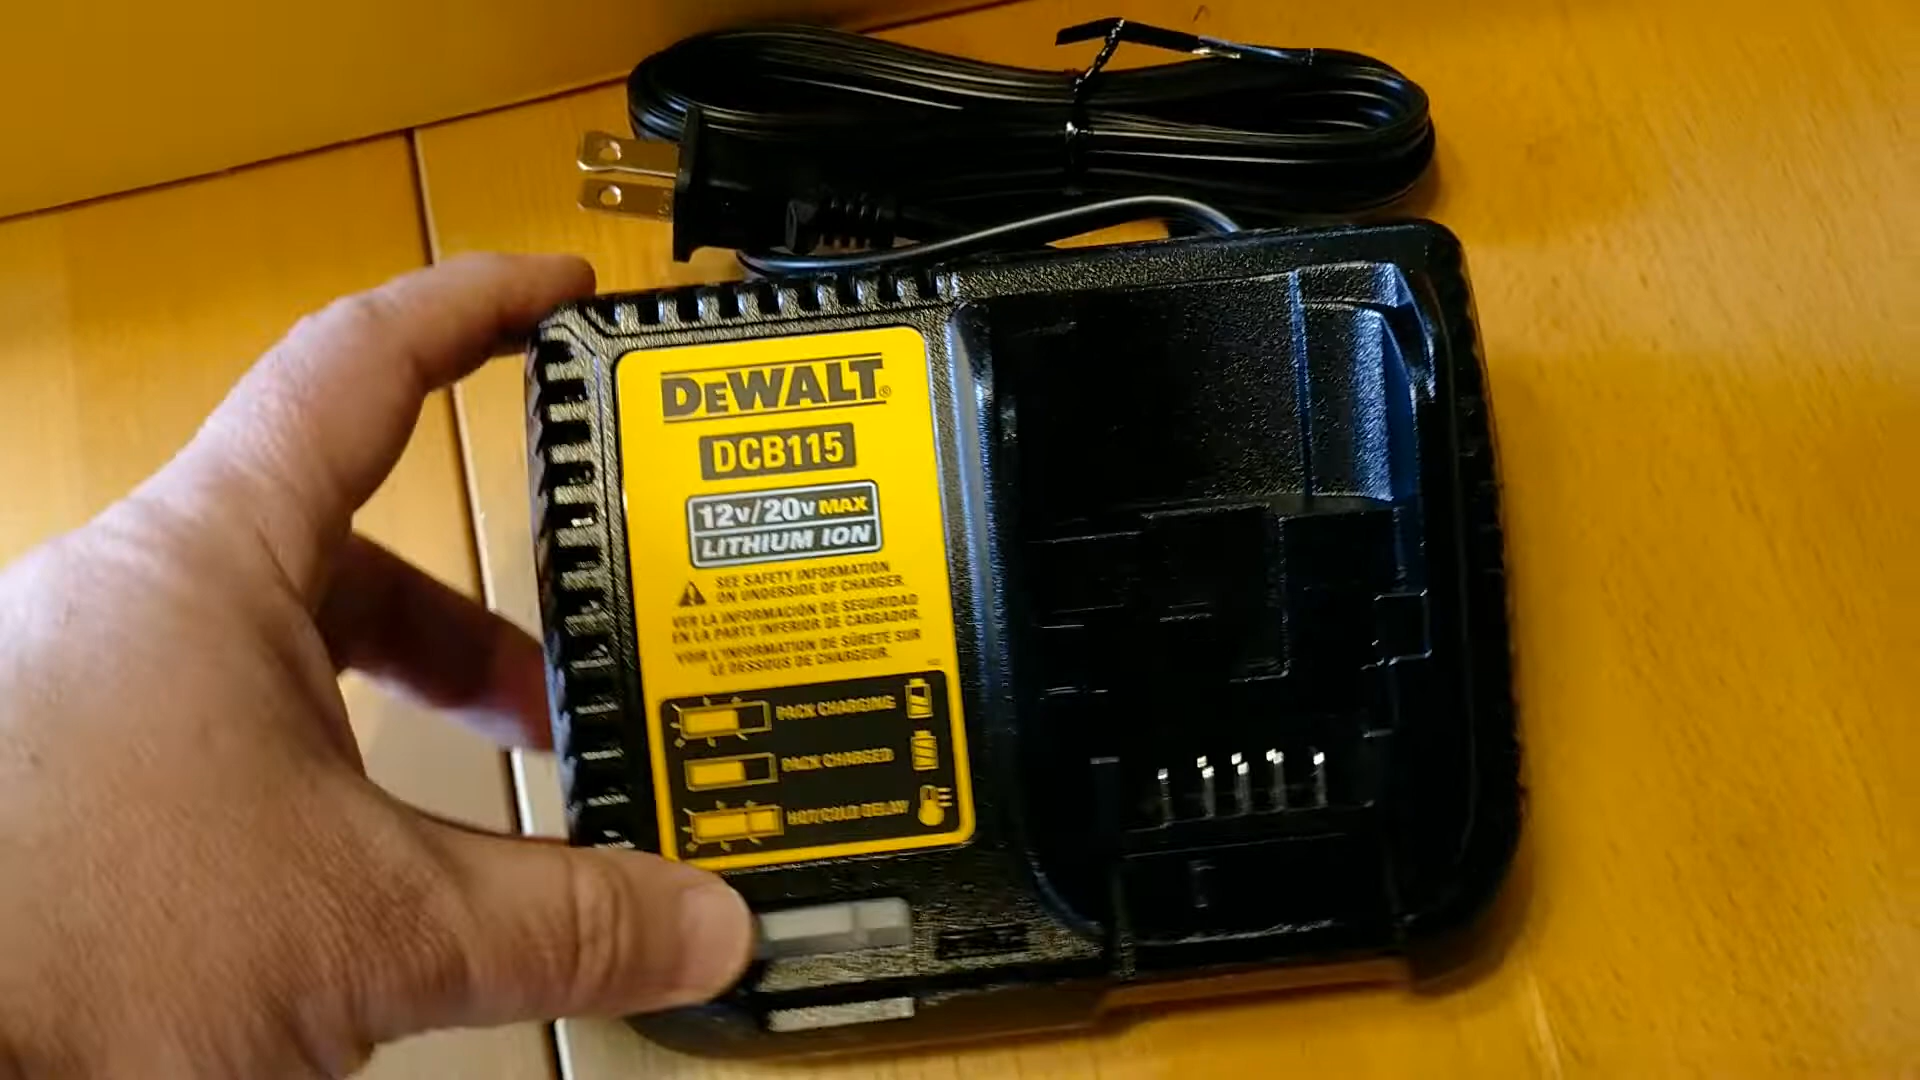 DEWALT®
DCB115
12V/20V MAX
LITHIUM ION
SEE SAFETY INFORMATION
ON UNDERSIDE OF CHARGER.
VER LA INFORMACIÓN DE SEGURIDAD
EN LA PARTE INFERIOR DE CARGADOR.
VOIR L'INFORMATION DE SÛRETÉ SUR
LE DESSOUS DE CHARGEUR.
PACK CHARGING
PACK CHARGED
HOT/COLD DELAY